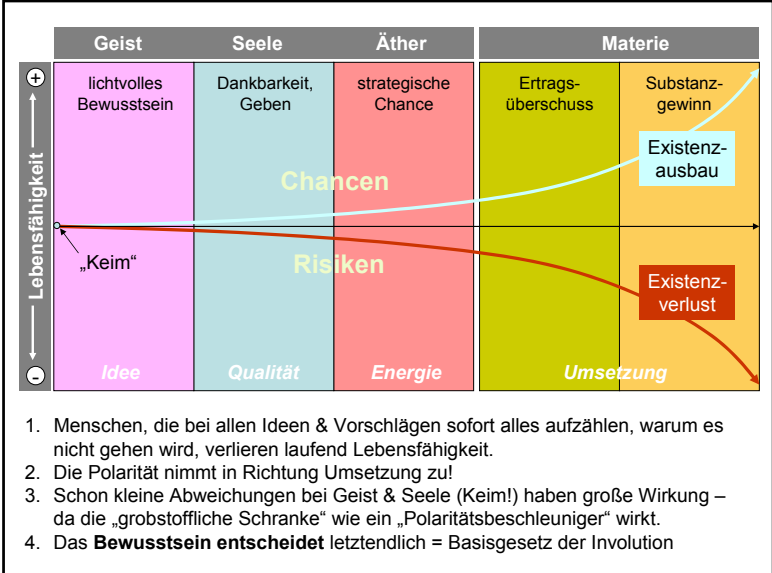 Geist Seele Äther Materie
+
lichtvolles
Bewusstsein
Dankbarkeit,
Geben
strategische
Chance
Ertrags-
überschuss
Substanz-
gewinn
Lebensfähigkeit
Existenz-
ausbau
Chancen
„Keim“
Risiken
Existenz-
verlust
-
Idee Qualität Energie Umsetzung
1. Menschen, die bei allen Ideen & Vorschlägen sofort alles aufzählen, warum es
nicht gehen wird, verlieren laufend Lebensfähigkeit.
2. Die Polarität nimmt in Richtung Umsetzung zu!
3. Schon kleine Abweichungen bei Geist & Seele (Keim!) haben große Wirkung –
da die „grobstoffliche Schranke“ wie ein „Polaritätsbeschleuniger“ wirkt.
4. Das Bewusstsein entscheidet letztendlich = Basisgesetz der Involution